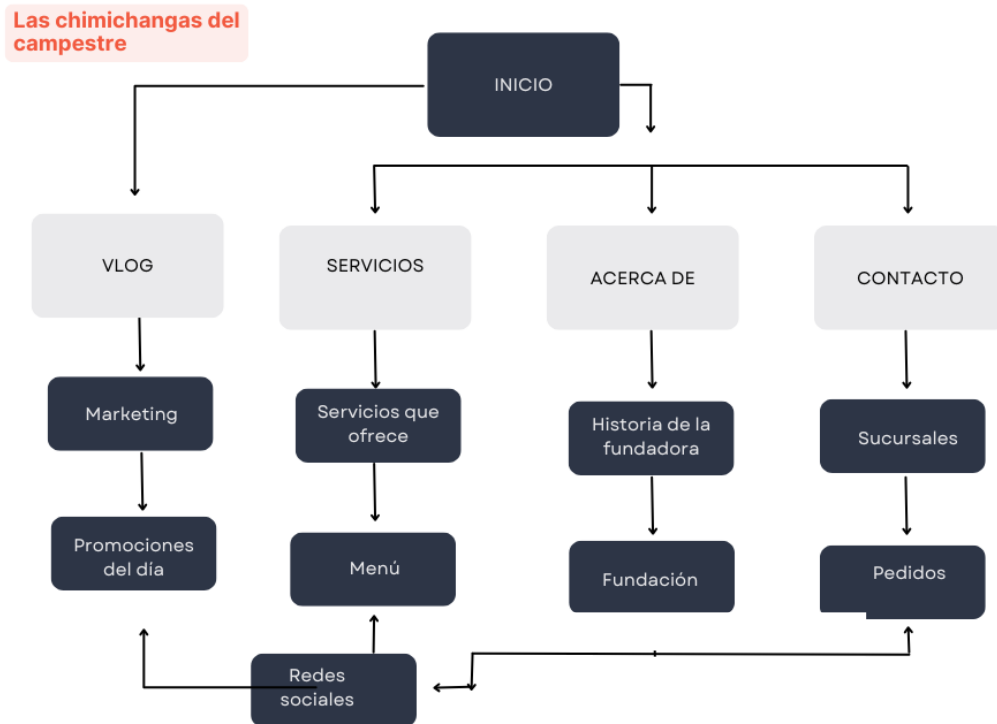 Las chimichangas del
campestre
INICIO
VLOG
SERVICIOS
ACERCA DE
CONTACTO
Marketing
Servicios que
ofrece
Historia de la
fundadora
Sucursales
Promociones
del día
Menú
Fundación
Pedidos
Redes
sociales